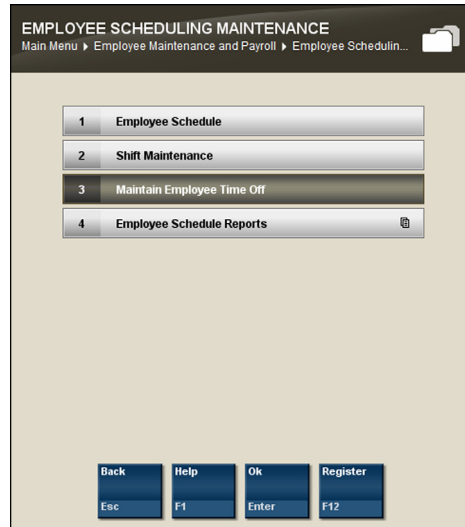 EMPLOYEE SCHEDULING MAINTENANCE
Main Menu ▶ Employee Maintenance and Payroll ▶ Employee Schedulin...
1 Employee Schedule
2 Shift Maintenance
3 Maintain Employee Time Off
4 Employee Schedule Reports
Back Help Ok Register
Esc F1 Enter F12